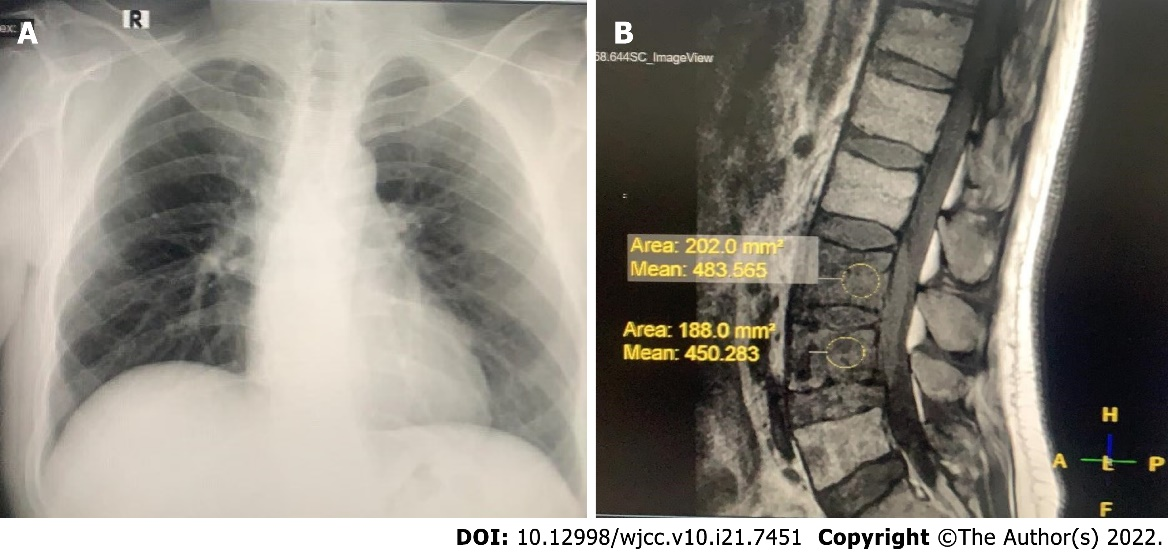 A
R
B
58.644SC_ImageView
Area: 202.0 mm²
Mean: 483.565
Area: 188.0 mm²
Mean: 450.283
H
A
L
P
F
DOI: 10.12998/wjcc.v10.i21.7451 Copyright ©The Author(s) 2022.